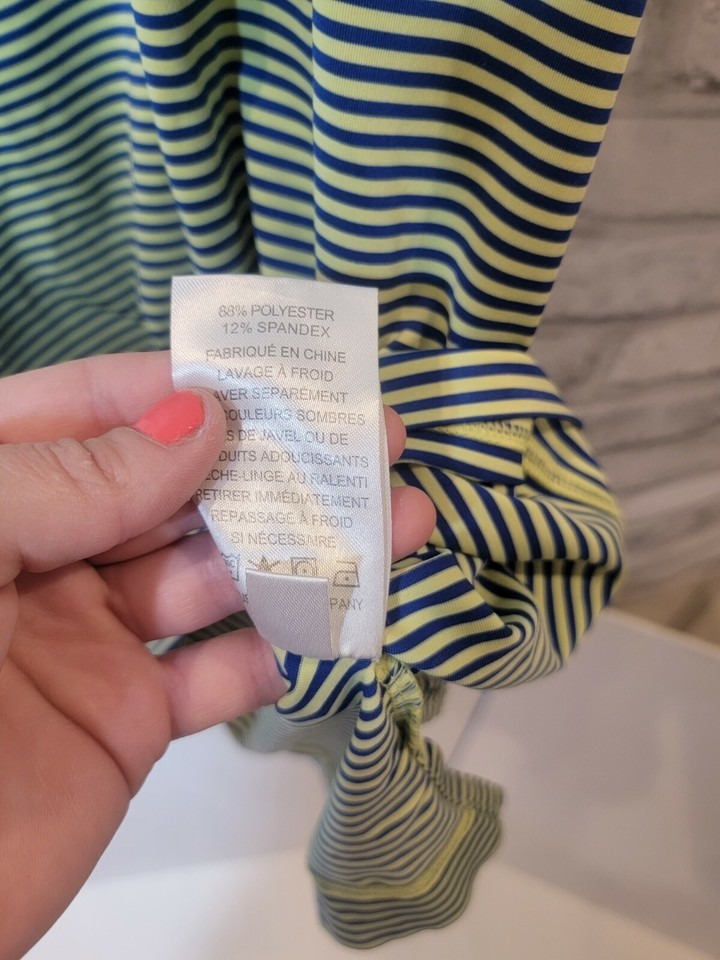 88% POLYESTER
12% SPANDEX
FABRIQUÉ EN CHINE
LAVAGE À FROID
AVER SÉPARÉMENT
COULEURS SOMBRES
S DE JAVEL OU DE
DUITS ADOUCISSANTS
ÈCHE-LINGE AU RALENTI
RETIRER IMMÉDIATEMENT
REPASSAGE À FROID
SI NÉCESSAIRE
PANY